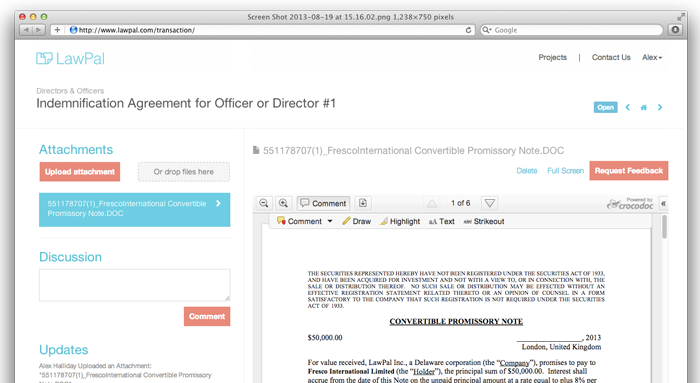 Screen Shot 2013-08-19 at 15.16.02.png 1,238×750 pixels
http://www.lawpal.com/transaction/
Google
LawPal
Projects | Contact Us Alex
Directors & Officers
Indemnification Agreement for Officer or Director #1
Open
Attachments
Upload attachment
Or drop files here
551178707(1)_FrescoInternational Convertible
Promissory Note.DOC
Discussion
Comment
Updates
Alex Halliday Uploaded an Attachment:
"551178707(1)_FrescoInternational Convertible Promissory
551178707(1)_FrescoInternational Convertible Promissory Note.DOC
Delete Full Screen Request Feedback
Comment 1 of 6 Powered by crocodoc
Comment Draw Highlight aA Text ABC Strikeout
THE SECURITIES REPRESENTED HEREBY HAVE NOT BEEN REGISTERED UNDER THE SECURITIES ACT OF 1933,
AND HAVE BEEN ACQUIRED FOR INVESTMENT AND NOT WITH A VIEW TO, OR IN CONNECTION WITH, THE
SALE OR DISTRIBUTION THEREOF. NO SUCH SALE OR DISTRIBUTION MAY BE EFFECTED WITHOUT AN
EFFECTIVE REGISTRATION STATEMENT RELATED THERETO OR AN OPINION OF COUNSEL IN A FORM
SATISFACTORY TO THE COMPANY THAT SUCH REGISTRATION IS NOT REQUIRED UNDER THE SECURITIES
ACT OF 1933.
CONVERTIBLE PROMISSORY NOTE
$50,000.00 ________________, 2013
London, United Kingdom
For value received, LawPal Inc., a Delaware corporation (the "Company"), promises to pay to
Fresco International Limited (the "Holder"), the principal sum of $50,000.00. Interest shall
accrue from the date of this Note on the unpaid principal amount at a rate equal to plus 8% per